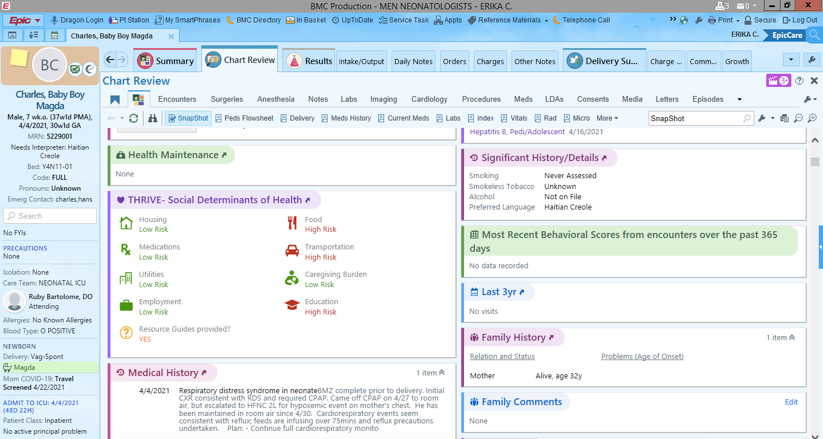 BMC Production - MEN NEONATOLOGISTS - ERIKA C.
3
0
Epic
Dragon Login
Pt Station
My SmartPhrases
BMC Directory
In Basket
UpToDate
Service Task
Appts
Reference Materials
Telephone Call
Print
Secure
Log Out
Charles, Baby Boy Magda
ERIKA C.
EpicCare
Summary
Chart Review
Results
Intake/Output
Daily Notes
Orders
Charges
Other Notes
Delivery Su...
Charge ...
Comm...
Growth
BC
Charles, Baby Boy
Magda
Male, 7 wk.o. (37w1d PMA),
4/4/2021, 30w1d GA
MRN: 5229001
Needs Interpreter: Haitian
Creole
Bed: Y4N11-01
Code: FULL
Pronouns: Unknown
Emerg Contact: charles,hans
Search
No FYIs
PRECAUTIONS
None
Isolation: None
Care Team: NEONATAL ICU
Ruby Bartolome, DO
Attending
Allergies: No Known Allergies
Blood Type: O POSITIVE
NEWBORN
Delivery: Vag-Spont
Magda
Mom COVID-19: Travel
Screened 4/22/2021
ADMIT TO ICU: 4/4/2021
(48D 22H)
Patient Class: Inpatient
No active principal problem
Chart Review
Encounters
Surgeries
Anesthesia
Notes
Labs
Imaging
Cardiology
Procedures
Meds
LDAs
Consents
Media
Letters
Episodes
SnapShot
Peds Flowsheet
Delivery
Meds History
Current Meds
Labs
Index
Vitals
Rad
Micro
More
SnapShot
Health Maintenance
None
THRIVE- Social Determinants of Health
Housing
Low Risk
Food
High Risk
Medications
Low Risk
Transportation
High Risk
Utilities
Low Risk
Caregiving Burden
Low Risk
Employment
Low Risk
Education
High Risk
Resource Guides provided?
YES
Medical History
1 item
4/4/2021 Respiratory distress syndrome in neonateBMZ complete prior to delivery. Initial
CXR consistent with RDS and required CPAP. Came off CPAP on 4/27 to room
air, but escalated to HFNC 2L for hypoxemic event on mother's chest. He has
been maintained in room air since 4/30. Cardiorespiratory events seem
consistent with reflux; feeds are infusing over 75mins and reflux precautions
undertaken. Plan: - Continue full cardiorespiratory monito
Hepatitis B, Pedi/Adolescent 4/16/2021
Significant History/Details
Smoking Never Assessed
Smokeless Tobacco Unknown
Alcohol Not on File
Preferred Language Haitian Creole
Most Recent Behavioral Scores from encounters over the past 365
days
No data recorded
Last 3yr
No visits
Family History
1 item
Relation and Status Problems (Age of Onset)
Mother Alive, age 32y
Family Comments
Edit
None